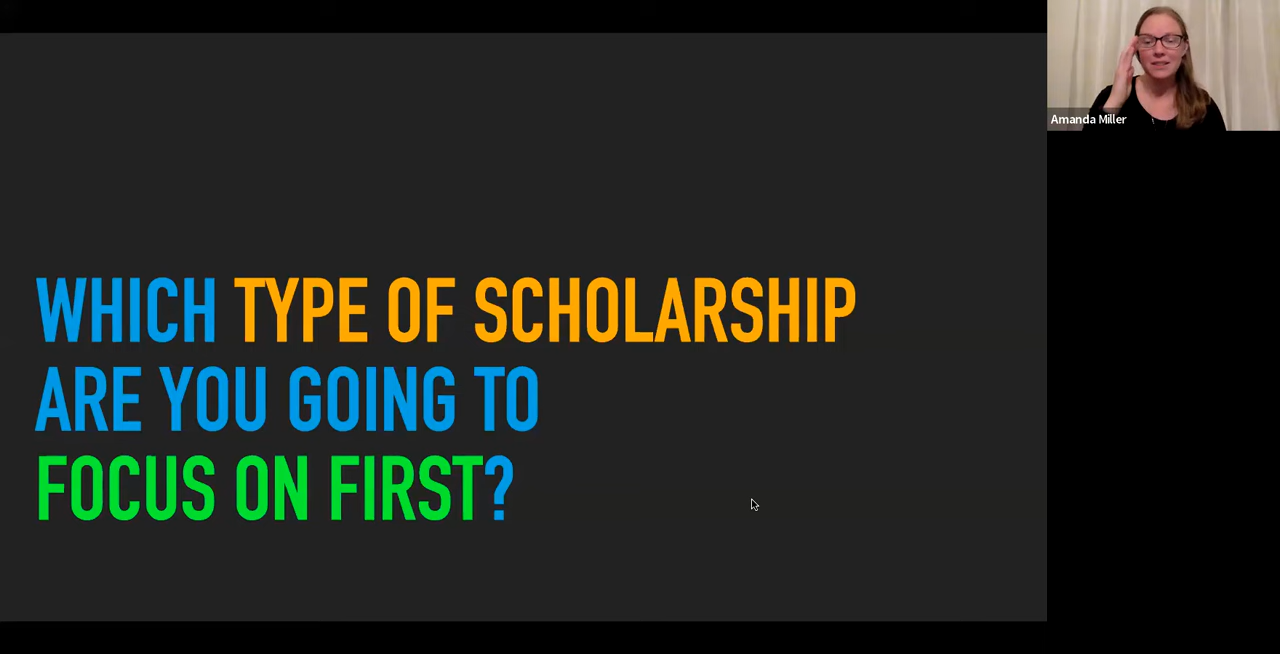 WHICH TYPE OF SCHOLARSHIP
ARE YOU GOING TO
FOCUS ON FIRST?
Amanda Miller